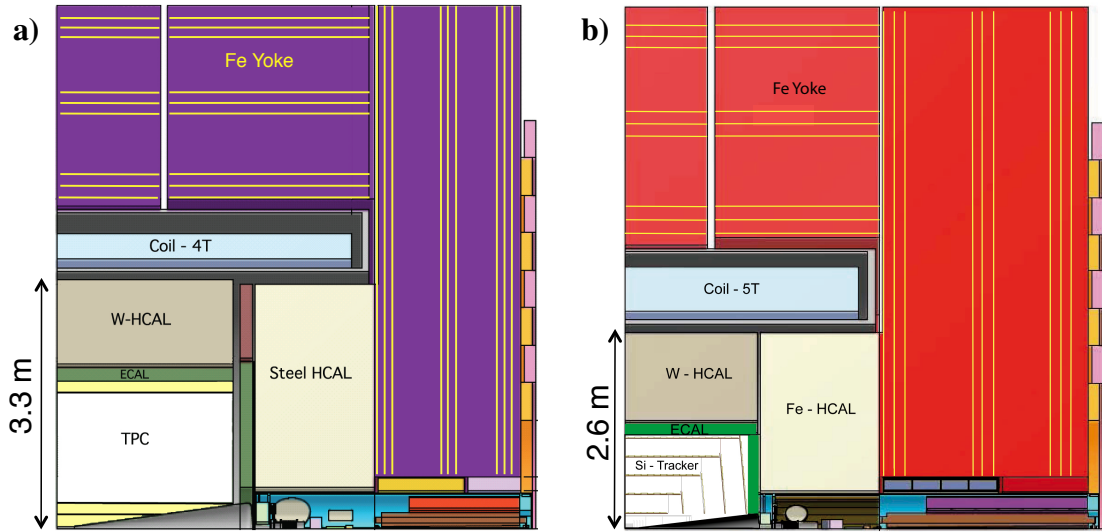 a)
Fe Yoke
Coil - 4T
W-HCAL
ECAL
Steel HCAL
TPC
3.3 m
b)
Fe Yoke
Coil - 5T
W - HCAL
Fe - HCAL
ECAL
Si - Tracker
2.6 m